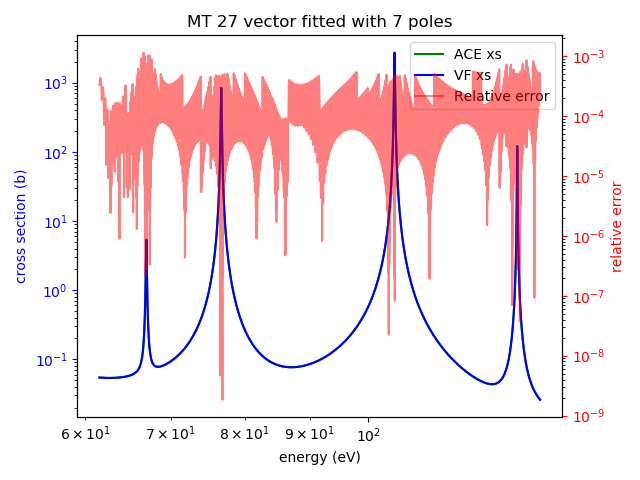 MT 27 vector fitted with 7 poles
ACE xs
VF xs
Relative error
cross section (b)
10³
10²
10¹
10⁰
10⁻¹
relative error
10⁻³
10⁻⁴
10⁻⁵
10⁻⁶
10⁻⁷
10⁻⁸
10⁻⁹
6 × 10¹ 7 × 10¹ 8 × 10¹ 9 × 10¹ 10²
energy (eV)